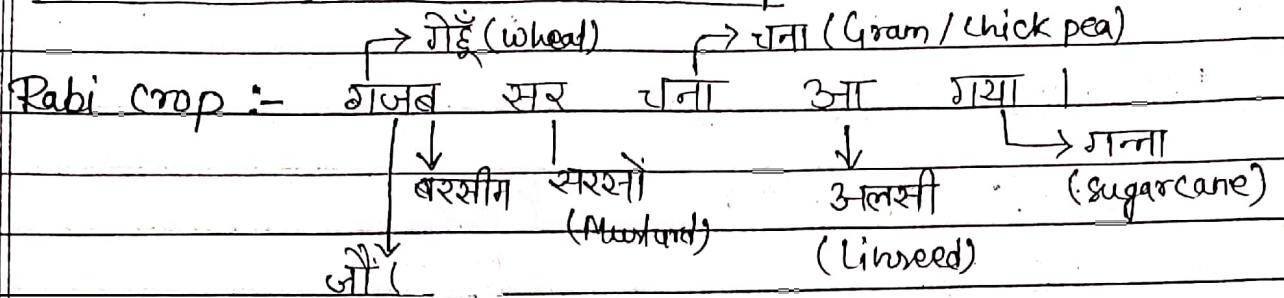 → गेहूँ (wheat) → चना (Gram / chick pea)
Rabi crop :- गजब सर चना आ गया |
→ गन्ना
बरसीम सरसों अलसी (sugarcane)
(Mustard) (Linseed)
जौं (